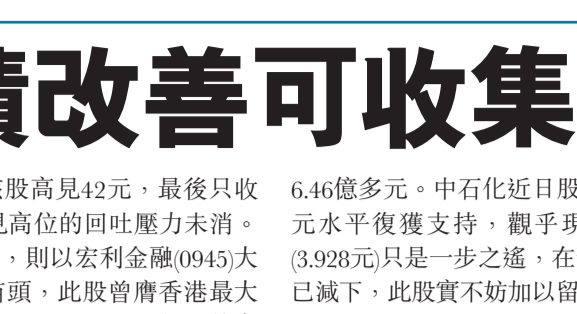 績改善可收集
股高見42元，最後只收
見高位的回吐壓力未消。
，則以宏利金融(0945)大
有頭，此股曾膺香港最大
6.46億多元。中石化近日股
元水平復獲支持，觀乎現
(3.928元)只是一步之遙，在
已減下，此股實不妨加以留